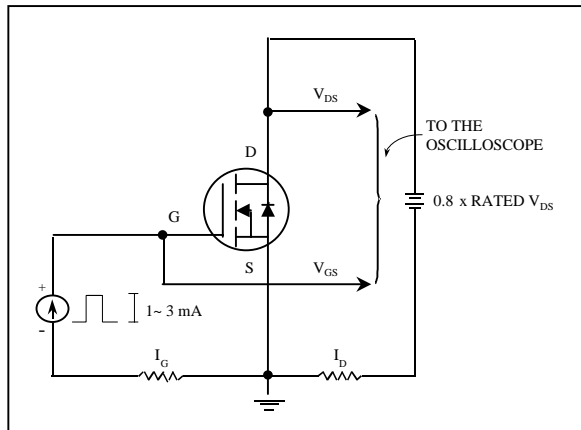 V_DS
TO THE
OSCILLOSCOPE
D
0.8 x RATED V_DS
G
S
V_GS
+
-
1~ 3 mA
I_G
I_D